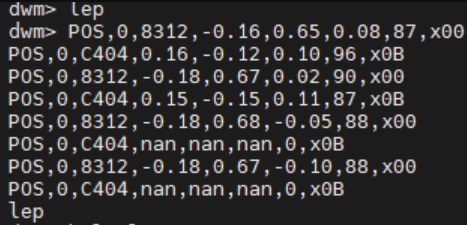 dwm> lep
dwm> POS,0,8312,-0.16,0.65,0.08,87,x00
POS,0,C404,0.16,-0.12,0.10,96,x0B
POS,0,8312,-0.18,0.67,0.02,90,x00
POS,0,C404,0.15,-0.15,0.11,87,x0B
POS,0,8312,-0.18,0.68,-0.05,88,x00
POS,0,C404,nan,nan,nan,0,x0B
POS,0,8312,-0.18,0.67,-0.10,88,x00
POS,0,C404,nan,nan,nan,0,x0B
lep